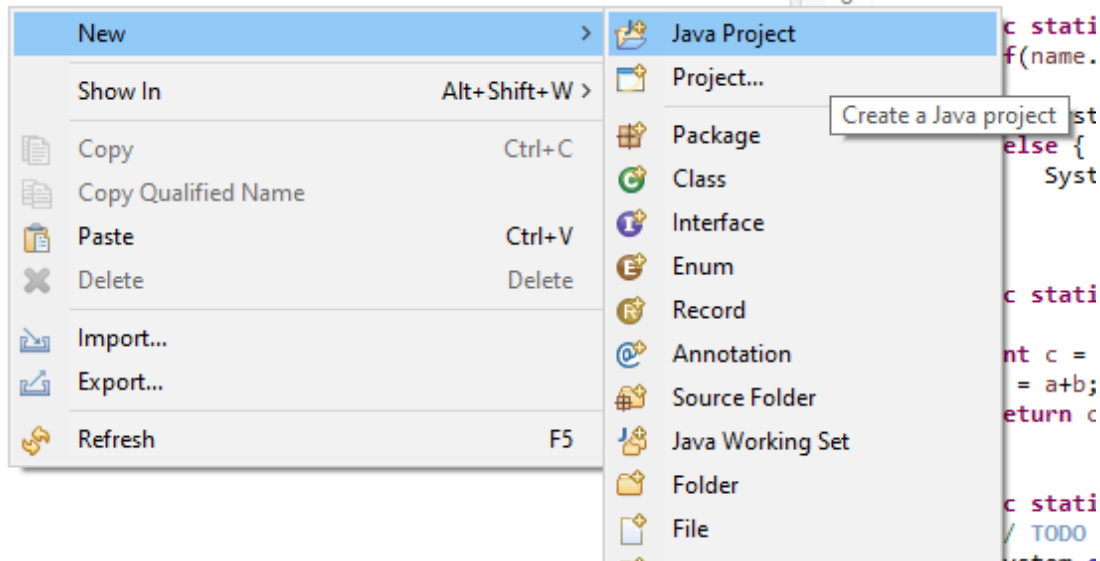 New
Show In Alt+Shift+W
Copy Ctrl+C
Copy Qualified Name
Paste Ctrl+V
Delete Delete
Import...
Export...
Refresh F5
Java Project
Project...
Create a Java project
Package
Class
Interface
Enum
Record
Annotation
Source Folder
Java Working Set
Folder
File
c stati
f(name.
st
else {
Syst
c stati
nt c =
= a+b;
eturn c
c stati
/ TODO